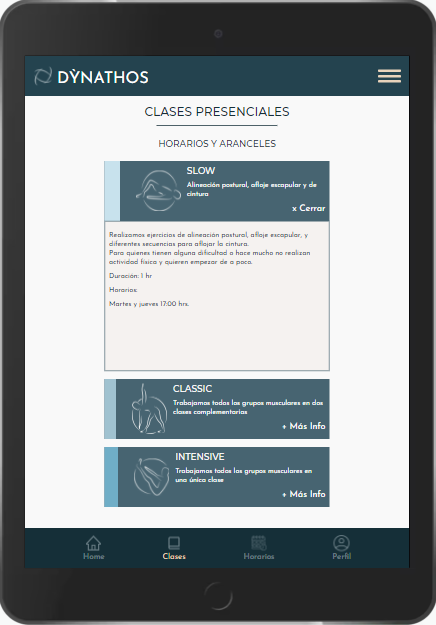 DỲNATHOS
CLASES PRESENCIALES
HORARIOS Y ARANCELES
SLOW
Alineación postural, afloje escapular y de
cintura
x Cerrar
Realizamos ejercicios de alineación postural, afloje escapular, y
diferentes secuencias para aflojar la cintura.
Para quienes tienen alguna dificultad o hace mucho no realizan
actividad física y quieren empezar de a poco.
Duración: 1 hr
Horarios:
Martes y jueves 17:00 hrs.
CLASSIC
Trabajamos todos los grupos musculares en dos
clases complementarias
+ Más Info
INTENSIVE
Trabajamos todos los grupos musculares en
una única clase
+ Más Info
Home Clases Horarios Perfil